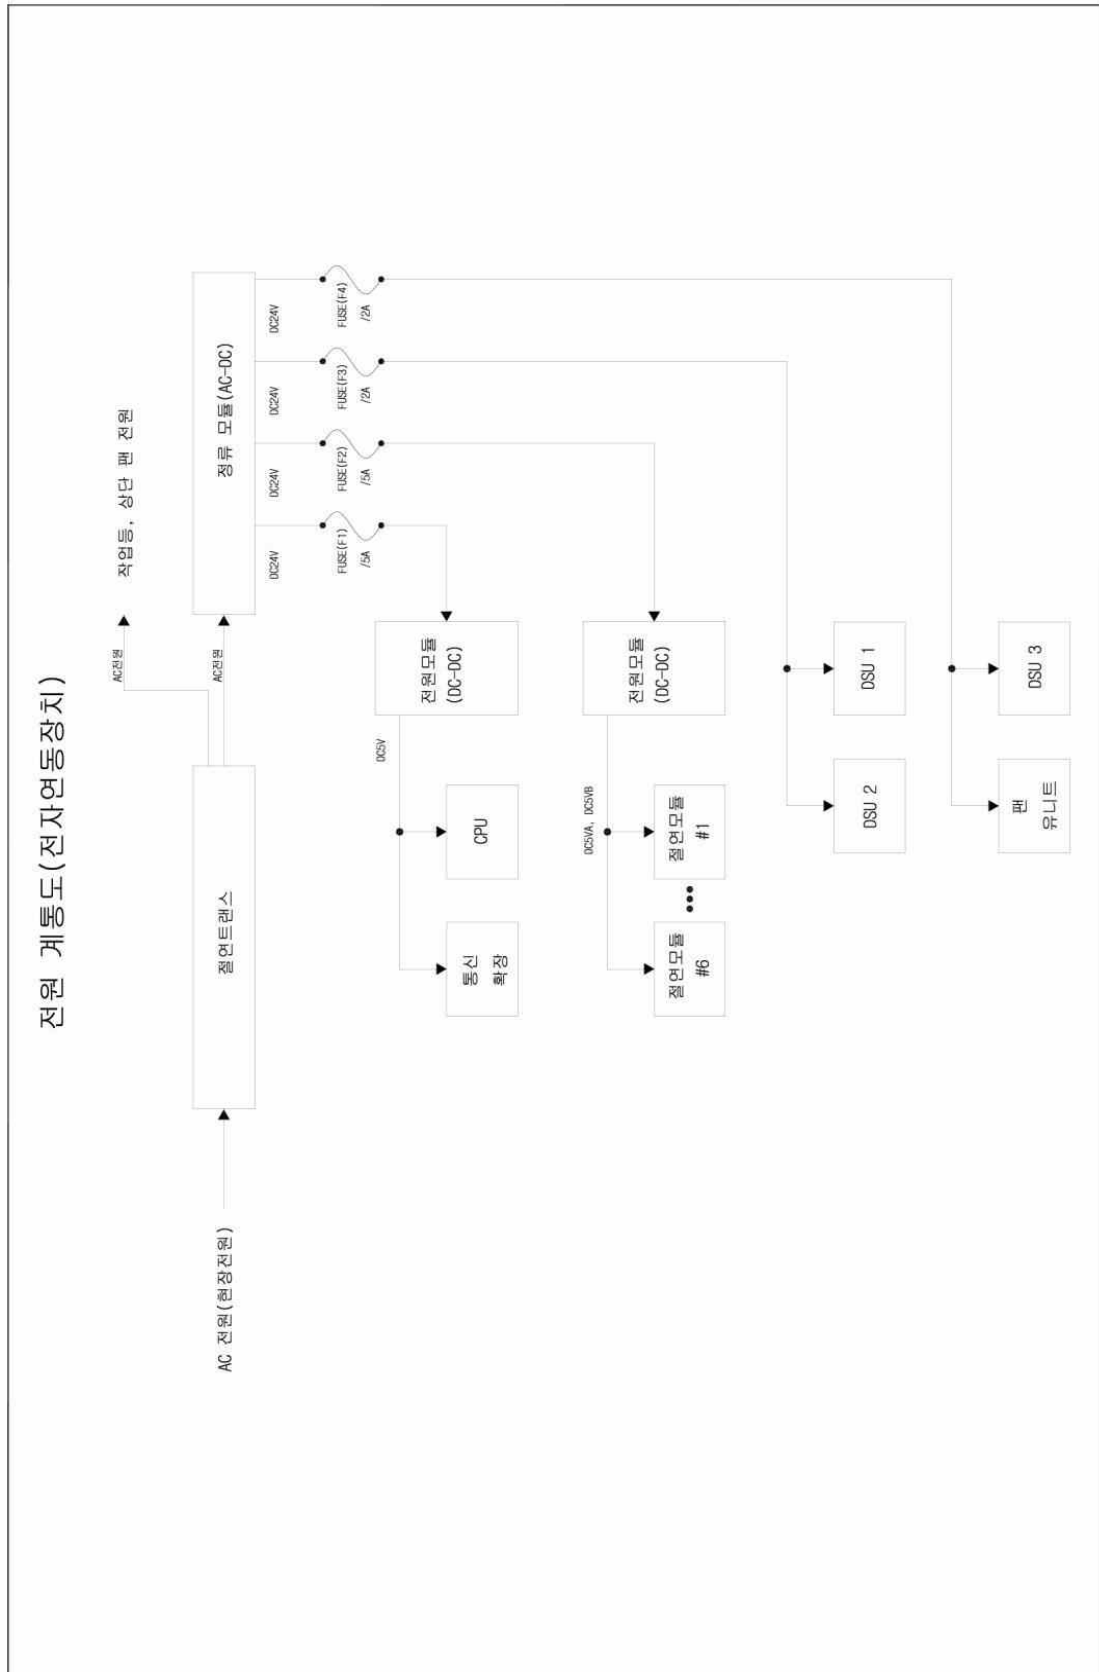 전원 계통도(전자연동장치)
AC전원
작업등, 상단 팬 전원
AC 전원(현장전원)
절연트랜스
AC전원
정류 모듈(AC-DC)
DC24V
DC24V
DC24V
DC24V
FUSE(F1)
/5A
FUSE(F2)
/5A
FUSE(F3)
/2A
FUSE(F4)
/2A
DC5V
전원모듈
(DC-DC)
통신
확장
CPU
DC5VA, DC5VB
전원모듈
(DC-DC)
절연모듈
#6
절연모듈
#1
DSU 2
DSU 1
팬
유니트
DSU 3